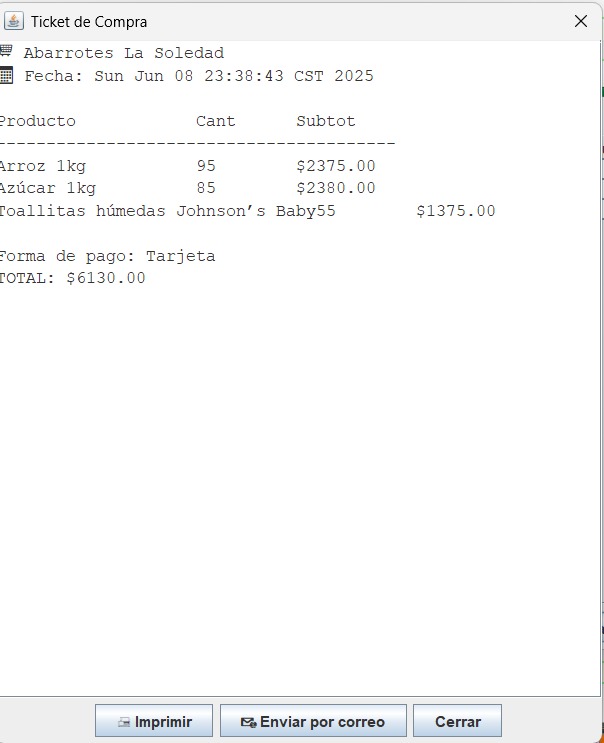 Ticket de Compra
Abarrotes La Soledad
Fecha: Sun Jun 08 23:38:43 CST 2025
Producto Cant Subtot
----------------------------------------
Arroz 1kg 95 $2375.00
Azúcar 1kg 85 $2380.00
Toallitas húmedas Johnson’s Baby55 $1375.00
Forma de pago: Tarjeta
TOTAL: $6130.00
Imprimir Enviar por correo Cerrar